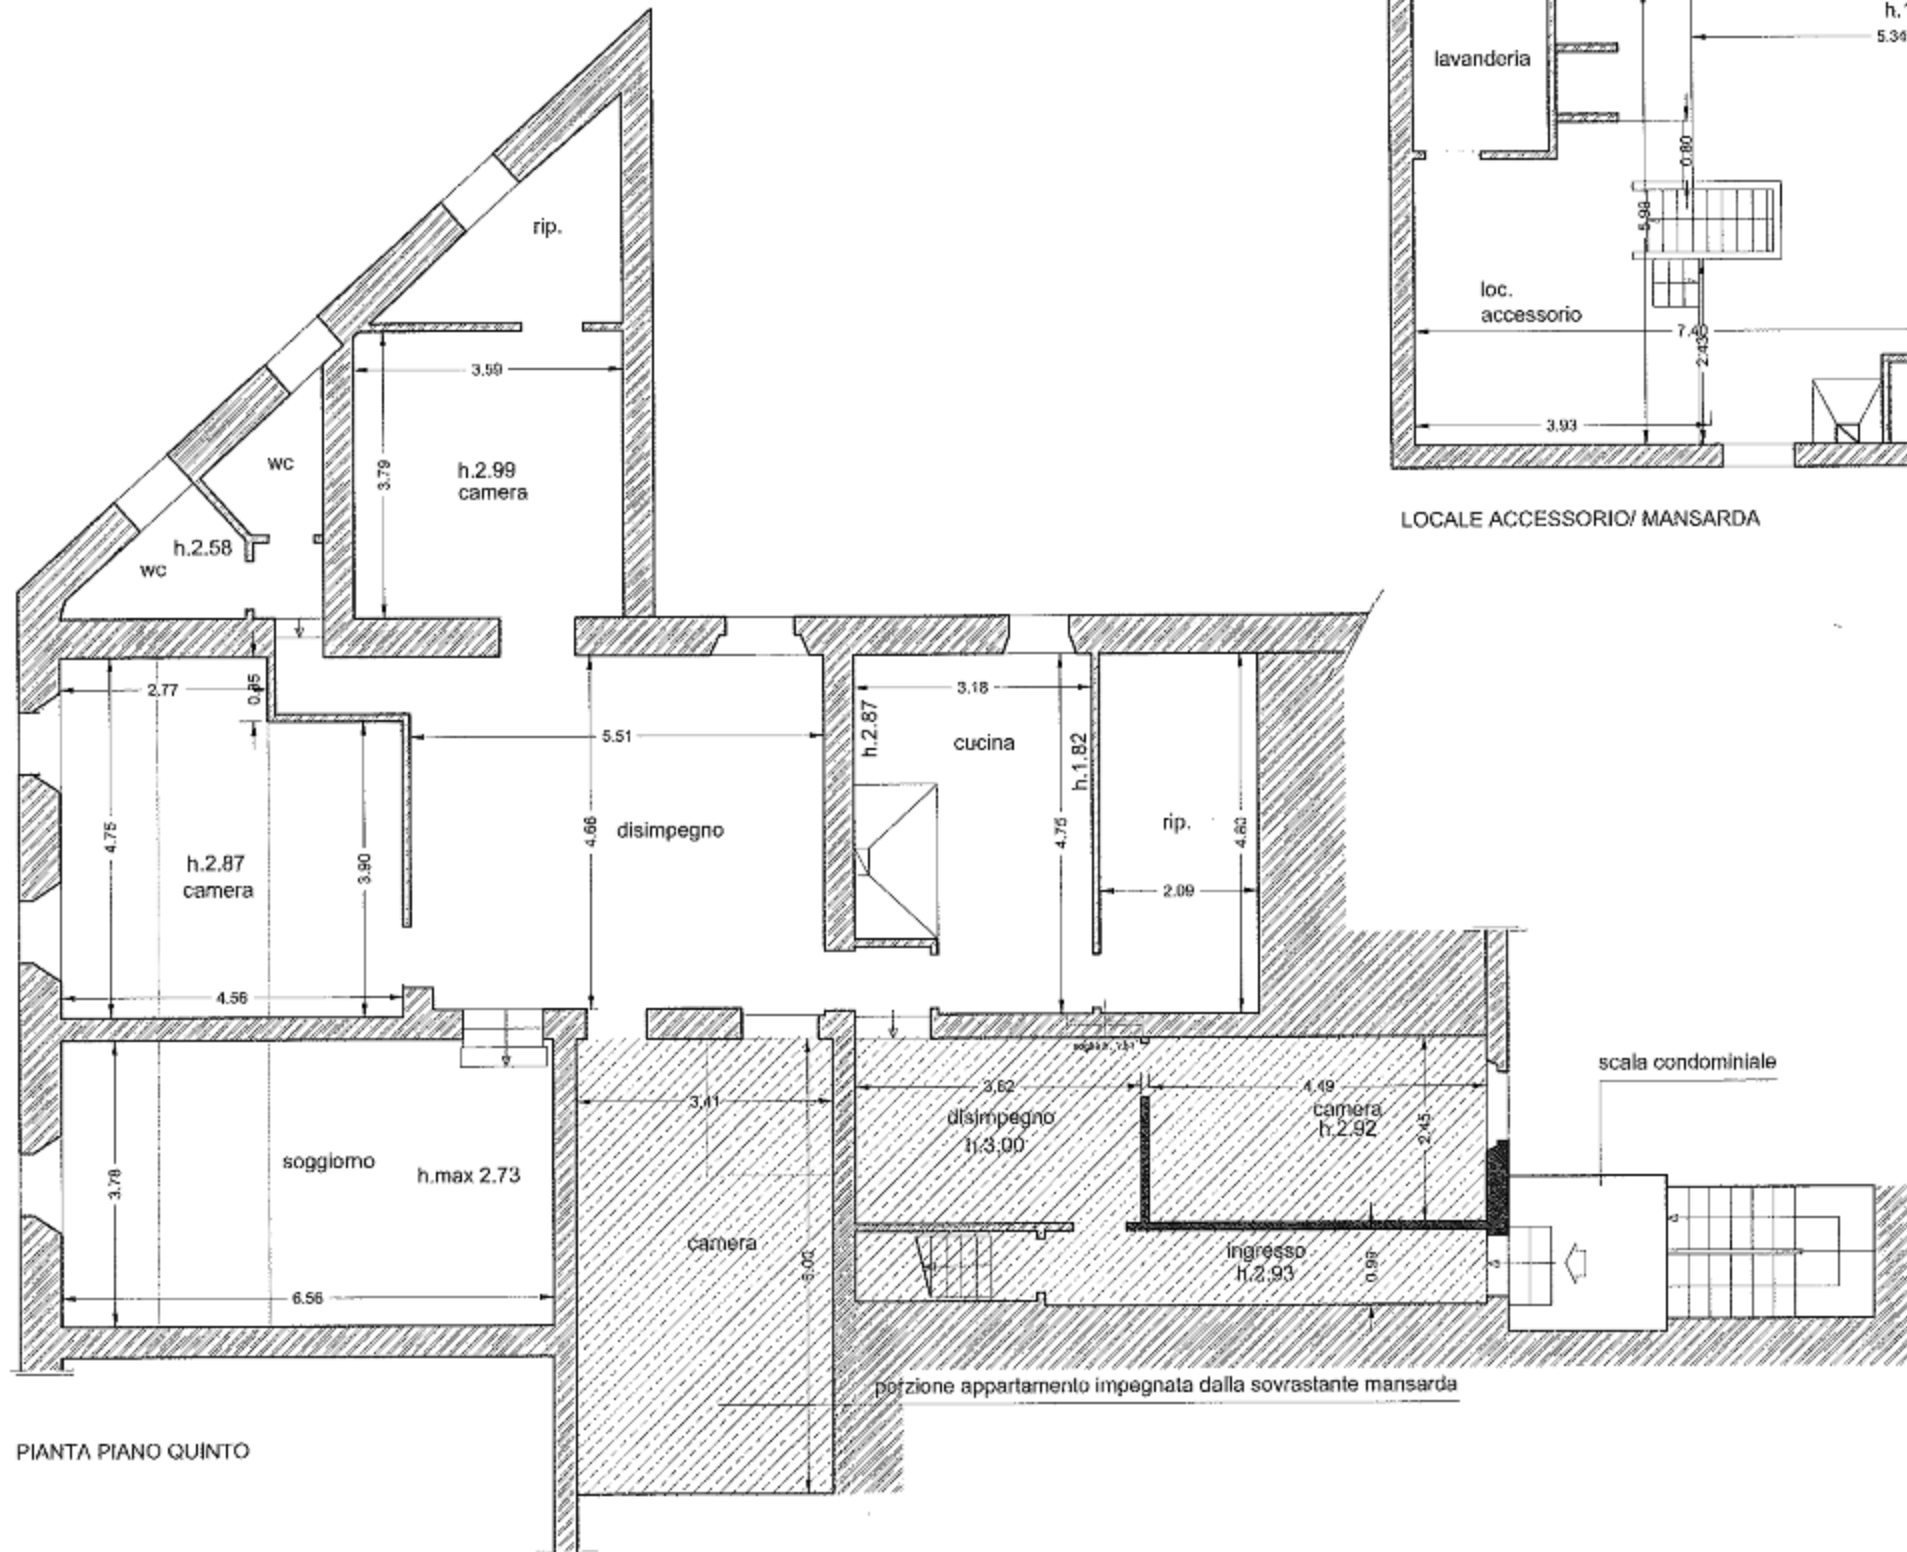 lavanderia
h.
5.34
0.80
5.93
loc.
accessorio
7.40
2.43
3.93
LOCALE ACCESSORIO/ MANSARDA
rip.
3.59
3.79
h.2.99
camera
wc
h.2.58
wc
2.77
0.85
4.75
3.90
h.2.87
camera
4.56
5.51
4.66
disimpegno
3.18
h.2.87
cucina
h.1.82
4.75
rip.
4.80
2.09
soggiorno
h.max 2.73
3.78
6.56
3,41
camera
6.00
3,62
disimpegno
h.3.00
4.49
camera
h.2.92
2.45
ingresso
h.2.93
0.99
scala condominiale
porzione appartamento impegnata dalla sovrastante mansarda
PIANTA PIANO QUINTO